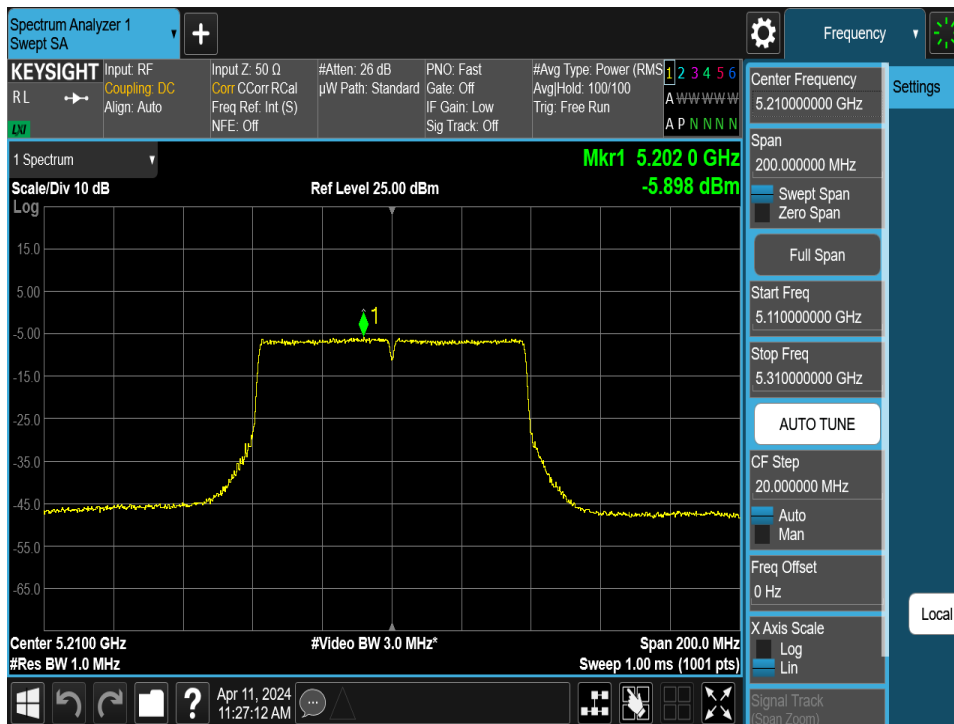 Spectrum Analyzer 1
Swept SA
+
Frequency
KEYSIGHT
R L
LXI
Input: RF
Coupling: DC
Align: Auto
Input Z: 50 Ω
Corr CCorr RCal
Freq Ref: Int (S)
NFE: Off
#Atten: 26 dB
µW Path: Standard
PNO: Fast
Gate: Off
IF Gain: Low
Sig Track: Off
#Avg Type: Power (RMS
Avg|Hold: 100/100
Trig: Free Run
1 2 3 4 5 6
A W W W W W
A P N N N N
1 Spectrum
Mkr1 5.202 0 GHz
-5.898 dBm
Scale/Div 10 dB
Ref Level 25.00 dBm
Log
15.0
5.00
-5.00
-15.0
-25.0
-35.0
-45.0
-55.0
-65.0
1
Center 5.2100 GHz
#Video BW 3.0 MHz*
Span 200.0 MHz
#Res BW 1.0 MHz
Sweep 1.00 ms (1001 pts)
Center Frequency
5.210000000 GHz
Settings
Span
200.000000 MHz
Swept Span
Zero Span
Full Span
Start Freq
5.110000000 GHz
Stop Freq
5.310000000 GHz
AUTO TUNE
CF Step
20.000000 MHz
Auto
Man
Freq Offset
0 Hz
Local
X Axis Scale
Log
Lin
Signal Track
(Span Zoom)
?
Apr 11, 2024
11:27:12 AM